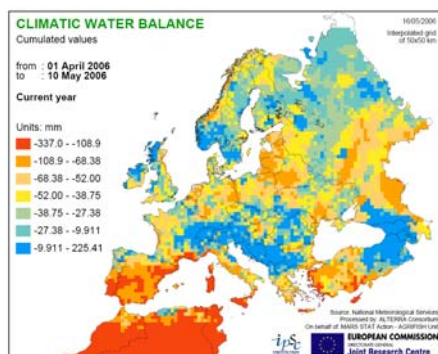 CLIMATIC WATER BALANCE
16/05/2006
Cumulated values
Interpolated grid
of 50x50 km
from : 01 April 2006
to : 10 May 2006
Current year
Units: mm
-337.0 - -108.9
-108.9 - -68.38
-68.38 - -52.00
-52.00 - -38.75
-38.75 - -27.38
-27.38 - -9.911
-9.911 - 225.41
Source: National Meteorological Services
Processed by: ALTERRA Consortium
On behalf of: MARS STAT Action - AGRIFISH Unit
ipsc
EUROPEAN COMMISSION
DIRECTORATE GENERAL
Joint Research Centre